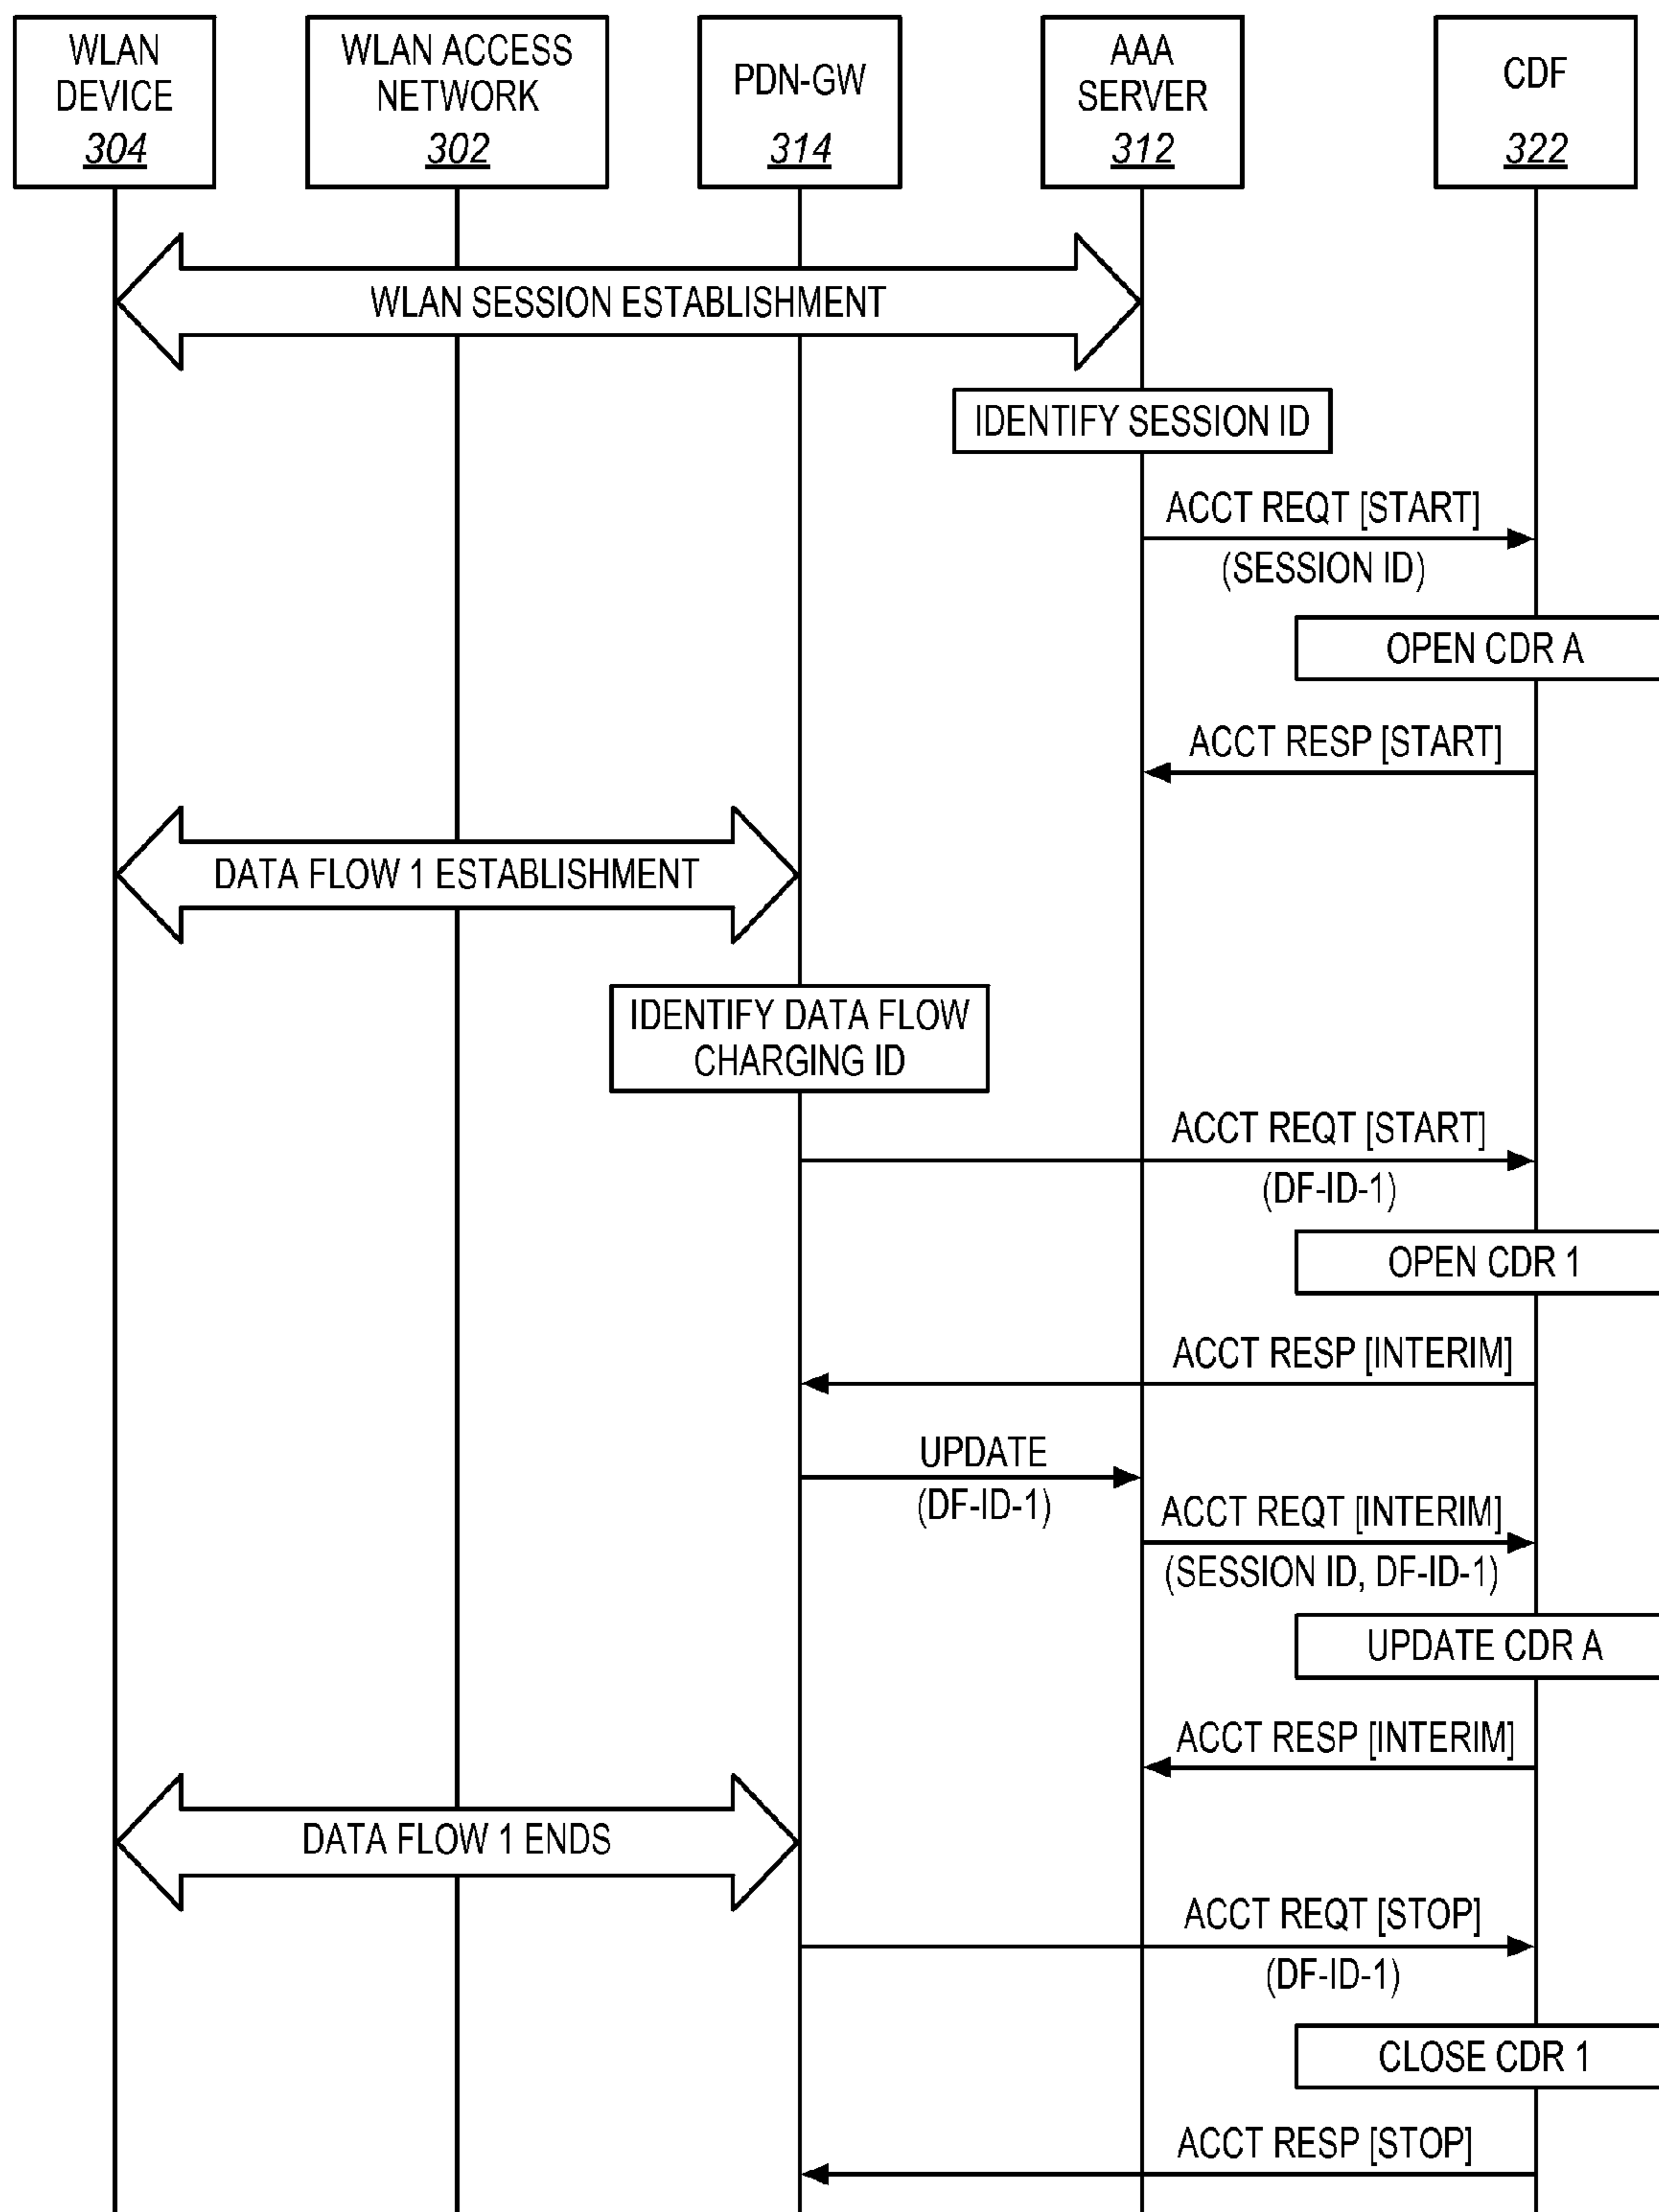 WLAN
DEVICE
304
WLAN ACCESS
NETWORK
302
PDN-GW
314
AAA
SERVER
312
CDF
322
WLAN SESSION ESTABLISHMENT
IDENTIFY SESSION ID
ACCT REQT [START]
(SESSION ID)
OPEN CDR A
ACCT RESP [START]
DATA FLOW 1 ESTABLISHMENT
IDENTIFY DATA FLOW
CHARGING ID
ACCT REQT [START]
(DF-ID-1)
OPEN CDR 1
ACCT RESP [INTERIM]
UPDATE
(DF-ID-1)
ACCT REQT [INTERIM]
(SESSION ID, DF-ID-1)
UPDATE CDR A
ACCT RESP [INTERIM]
DATA FLOW 1 ENDS
ACCT REQT [STOP]
(DF-ID-1)
CLOSE CDR 1
ACCT RESP [STOP]